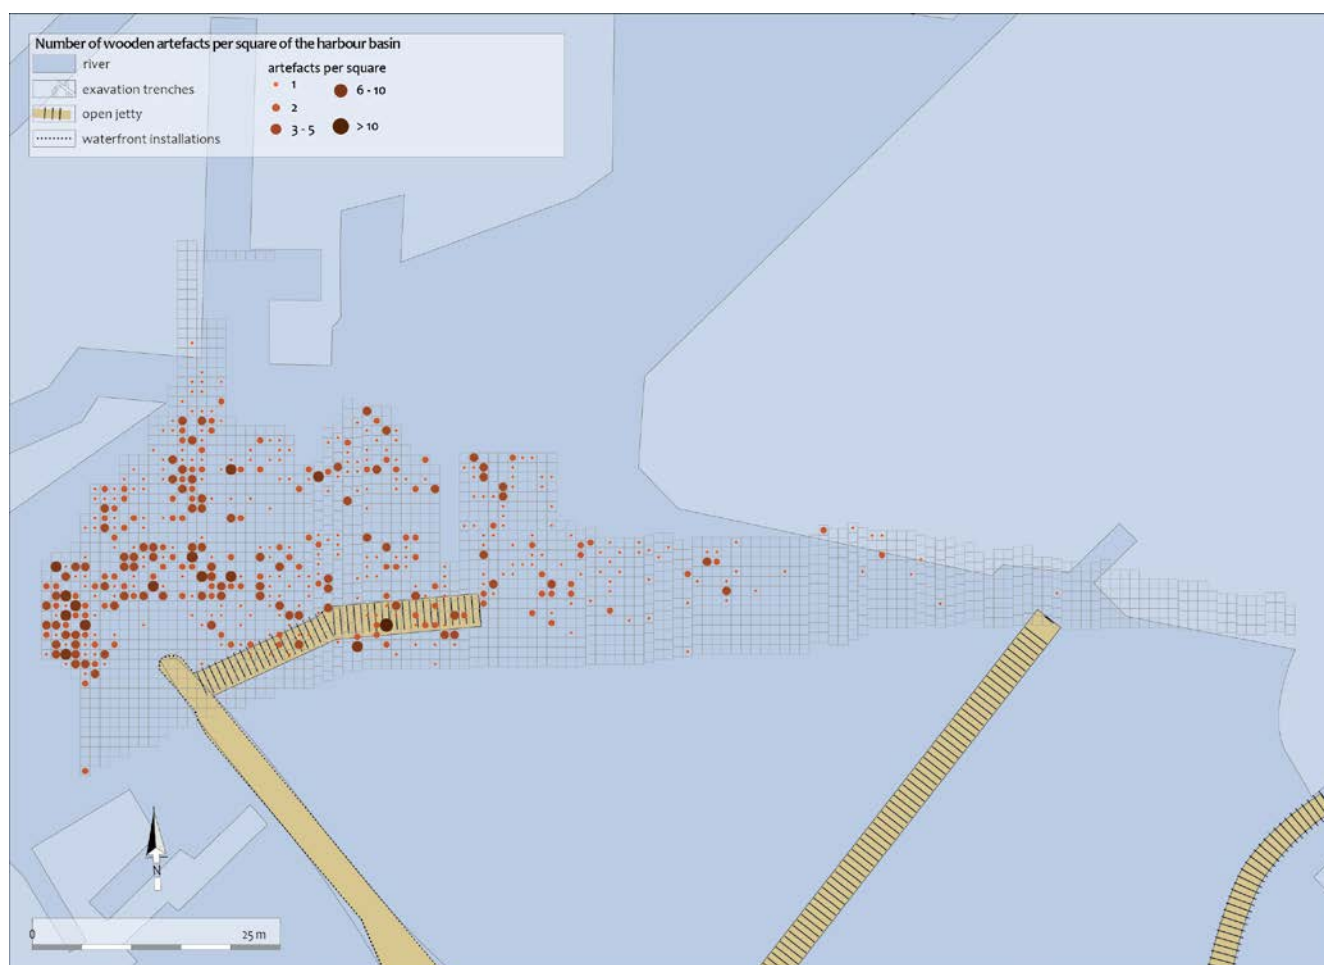 Number of wooden artefacts per square of the harbour basin
river
exavation trenches
open jetty
waterfront installations
artefacts per square
1
2
3 - 5
6 - 10
> 10
N
0
25 m